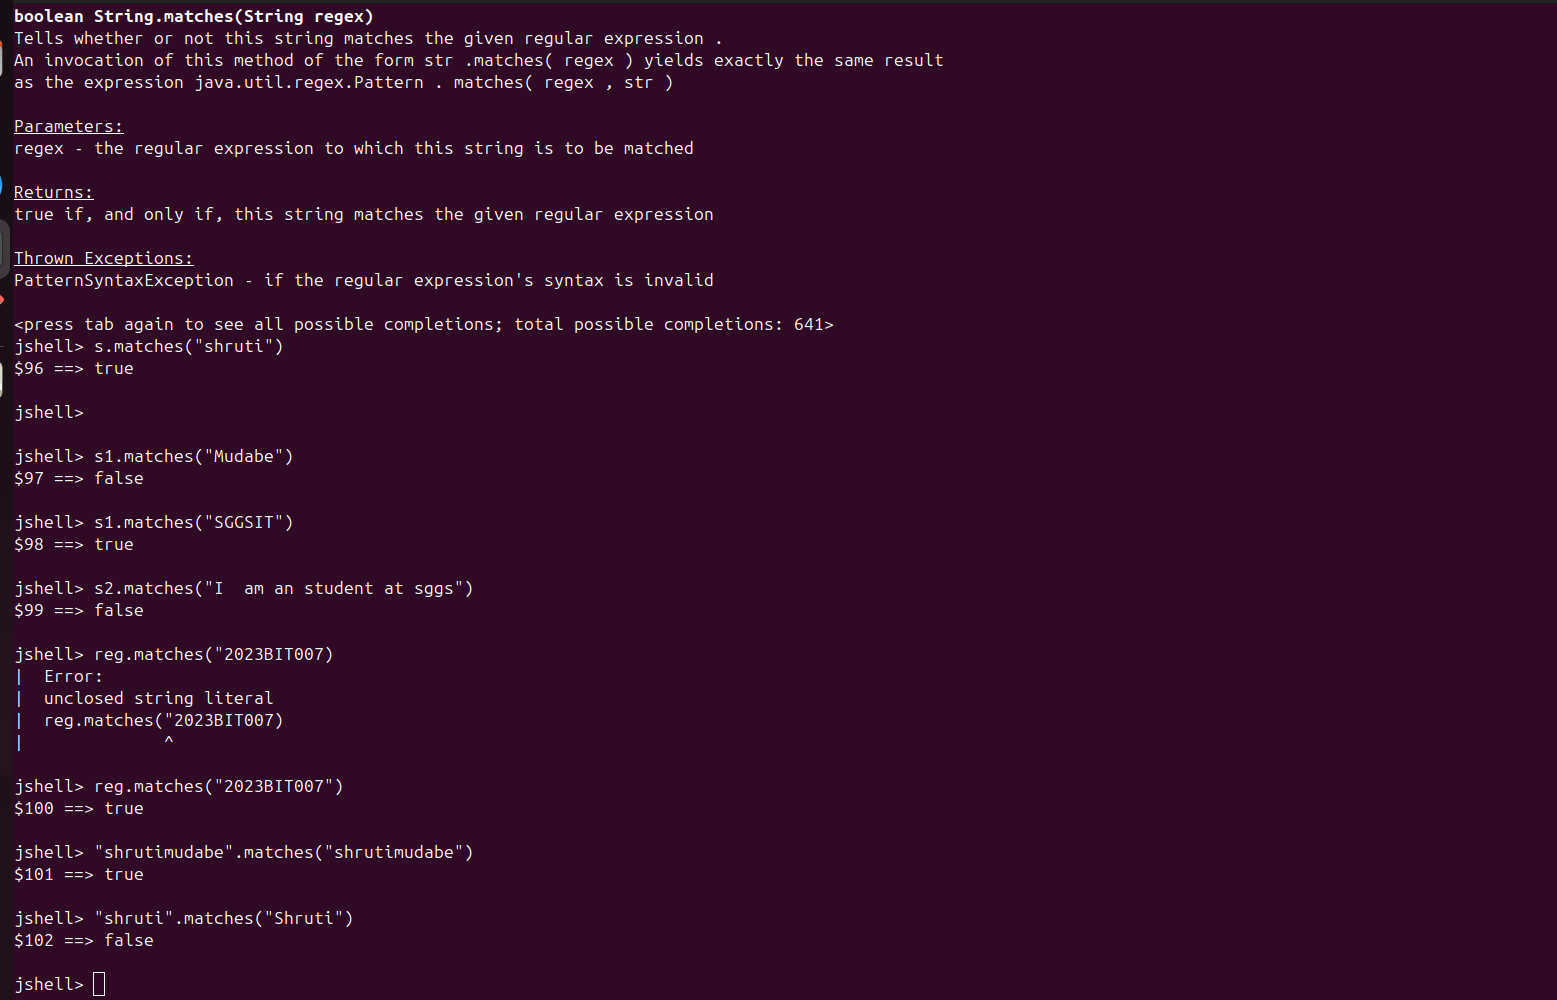 boolean String.matches(String regex)
Tells whether or not this string matches the given regular expression .
An invocation of this method of the form str .matches( regex ) yields exactly the same result
as the expression java.util.regex.Pattern . matches( regex , str )
Parameters:
regex - the regular expression to which this string is to be matched
Returns:
true if, and only if, this string matches the given regular expression
Thrown Exceptions:
PatternSyntaxException - if the regular expression's syntax is invalid
<press tab again to see all possible completions; total possible completions: 641>
jshell> s.matches("shruti")
$96 ==> true
jshell>
jshell> s1.matches("Mudabe")
$97 ==> false
jshell> s1.matches("SGGSIT")
$98 ==> true
jshell> s2.matches("I  am an student at sggs")
$99 ==> false
jshell> reg.matches("2023BIT007)
|  Error:
|  unclosed string literal
|  reg.matches("2023BIT007)
|              ^
jshell> reg.matches("2023BIT007")
$100 ==> true
jshell> "shrutimudabe".matches("shrutimudabe")
$101 ==> true
jshell> "shruti".matches("Shruti")
$102 ==> false
jshell>